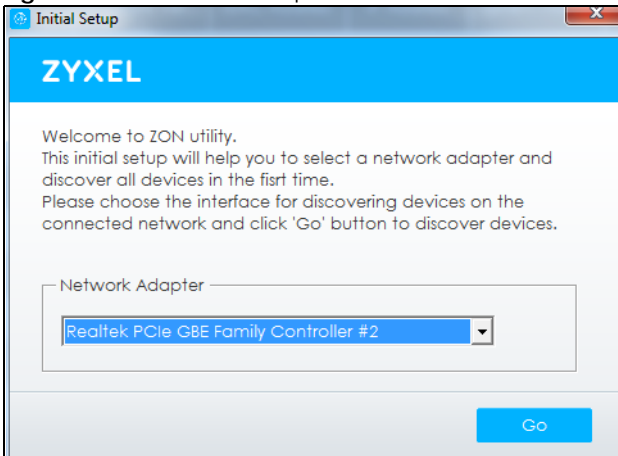 Initial Setup
ZYXEL
Welcome to ZON utility.
This initial setup will help you to select a network adapter and
discover all devices in the fisrt time.
Please choose the interface for discovering devices on the
connected network and click 'Go' button to discover devices.
Network Adapter
Realtek PCIe GBE Family Controller #2
Go